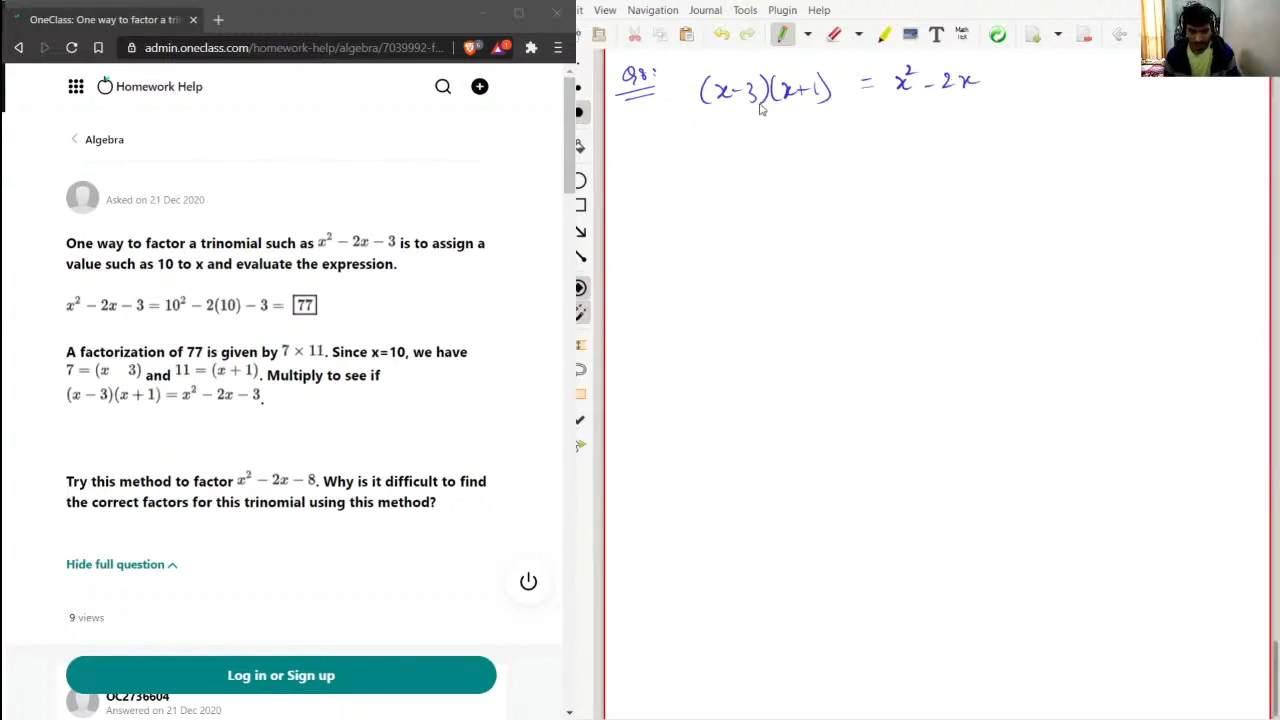 OneClass: One way to factor a tri
admin.oneclass.com/homework-help/algebra/7039992-f...
Homework Help
Algebra
Asked on 21 Dec 2020
One way to factor a trinomial such as x² − 2x − 3 is to assign a
value such as 10 to x and evaluate the expression.
x² − 2x − 3 = 10² − 2(10) − 3 = 77
A factorization of 77 is given by 7 × 11. Since x=10, we have
7 = (x 3) and 11 = (x + 1). Multiply to see if
(x − 3)(x + 1) = x² − 2x − 3.
Try this method to factor x² − 2x − 8. Why is it difficult to find
the correct factors for this trinomial using this method?
Hide full question
9 views
Log in or Sign up
OC2736604
Answered on 21 Dec 2020
it View Navigation Journal Tools Plugin Help
T MATH TEX
(x-3)(x+1) = x² - 2x